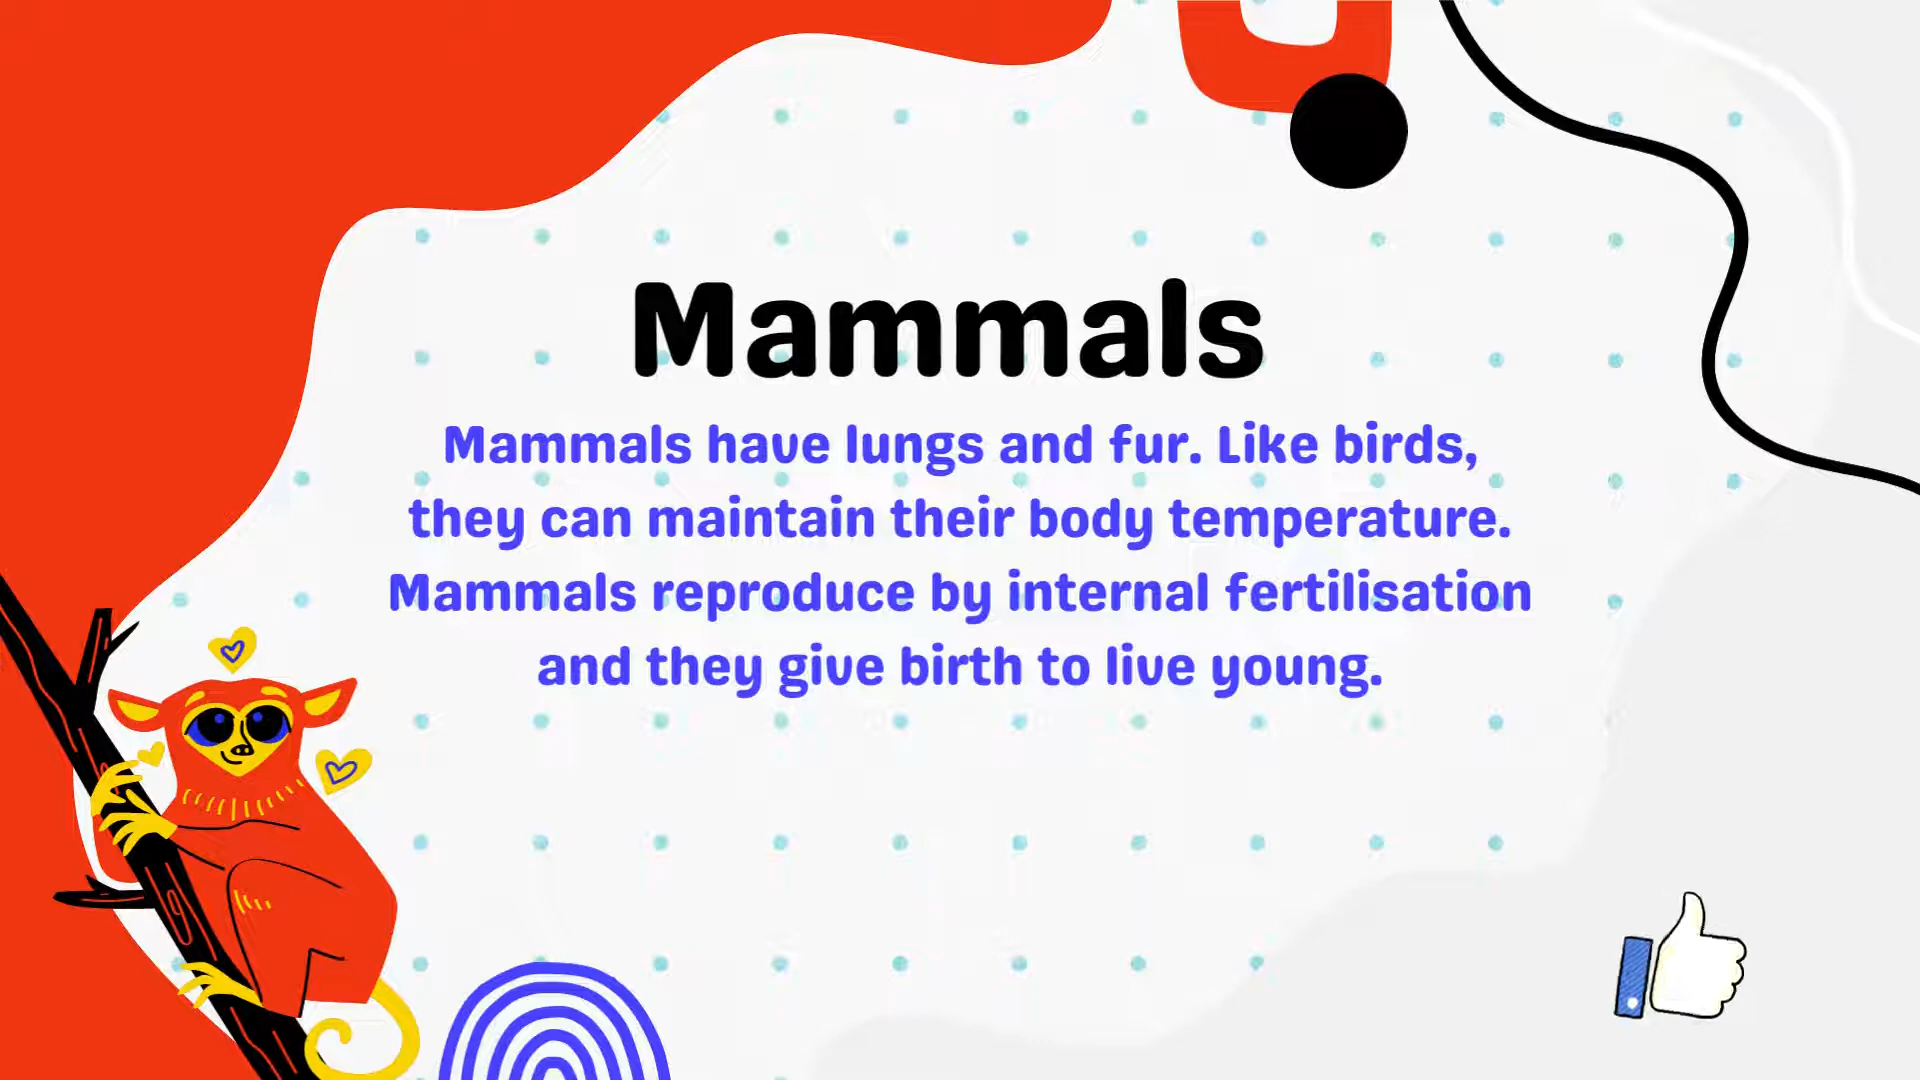 Mammals
Mammals have lungs and fur. Like birds,
they can maintain their body temperature.
Mammals reproduce by internal fertilisation
and they give birth to live young.